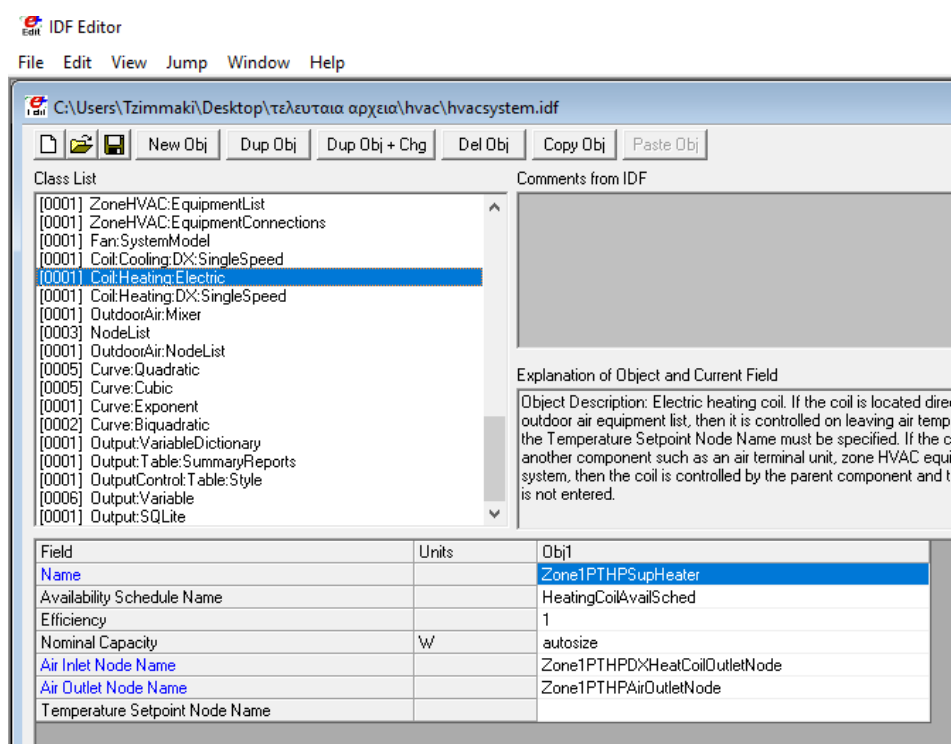 IDF Editor
File Edit View Jump Window Help
C:\Users\Tzimmaki\Desktop\τελευταια αρχεια\hvac\hvacsystem.idf
New Obj Dup Obj Dup Obj + Chg Del Obj Copy Obj Paste Obj
Class List
[0001] ZoneHVAC:EquipmentList
[0001] ZoneHVAC:EquipmentConnections
[0001] Fan:SystemModel
[0001] Coil:Cooling:DX:SingleSpeed
[0001] Coil:Heating:Electric
[0001] Coil:Heating:DX:SingleSpeed
[0001] OutdoorAir:Mixer
[0003] NodeList
[0001] OutdoorAir:NodeList
[0005] Curve:Quadratic
[0005] Curve:Cubic
[0001] Curve:Exponent
[0002] Curve:Biquadratic
[0001] Output:VariableDictionary
[0001] Output:Table:SummaryReports
[0001] OutputControl:Table:Style
[0006] Output:Variable
[0001] Output:SQLite
Comments from IDF
Explanation of Object and Current Field
Object Description: Electric heating coil. If the coil is located
outdoor air equipment list, then it is controlled on leaving air
the Temperature Setpoint Node Name must be specified. If the
another component such as an air terminal unit, zone HVAC
system, then the coil is controlled by the parent component and
is not entered.
Field Units Obj1
Name Zone1PTHPSupHeater
Availability Schedule Name HeatingCoilAvailSched
Efficiency 1
Nominal Capacity W autosize
Air Inlet Node Name Zone1PTHPDXHeatCoilOutletNode
Air Outlet Node Name Zone1PTHPAirOutletNode
Temperature Setpoint Node Name